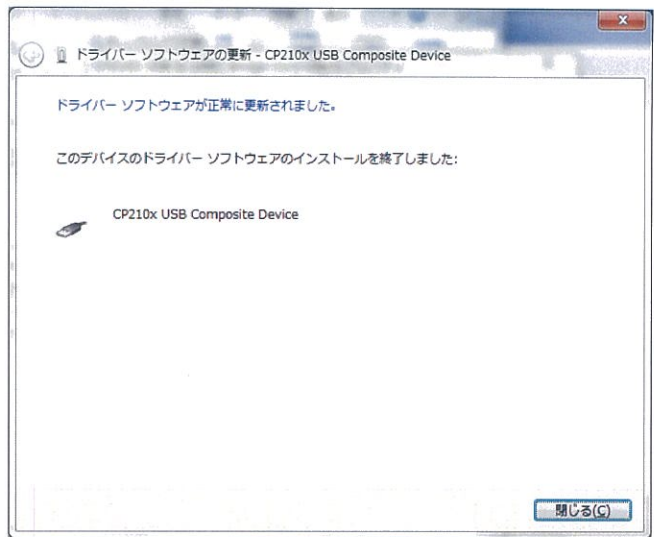 ドライバー ソフトウェアの更新 - CP210x USB Composite Device
ドライバー ソフトウェアが正常に更新されました。
このデバイスのドライバー ソフトウェアのインストールを終了しました:
CP210x USB Composite Device
閉じる(C)